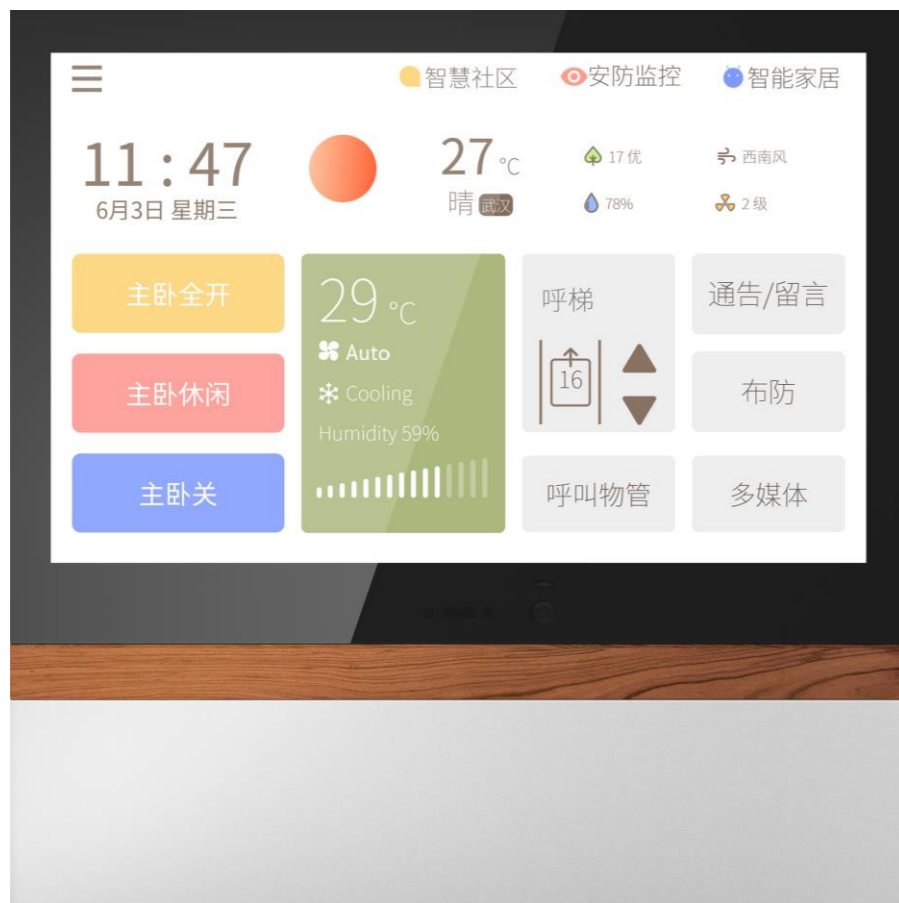 智慧社区 安防监控 智能家居
11:47
6月3日 星期三
27 °C
晴 武汉
17 优
西南风
78%
2 级
主卧全开
主卧休闲
主卧关
29 °C
Auto
Cooling
Humidity 59%
呼梯
16
呼叫物管
通告/留言
布防
多媒体